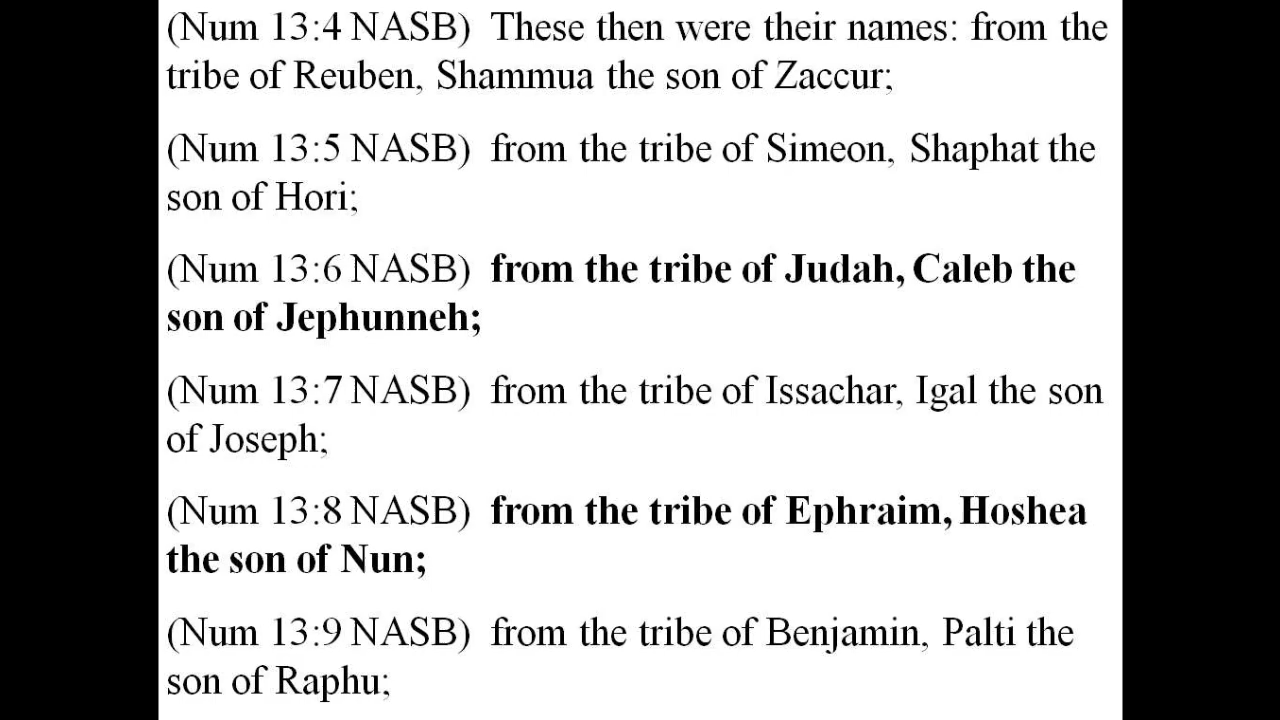 (Num 13:4 NASB) These then were their names: from the
tribe of Reuben, Shammua the son of Zaccur;
(Num 13:5 NASB) from the tribe of Simeon, Shaphat the
son of Hori;
(Num 13:6 NASB) from the tribe of Judah, Caleb the
son of Jephunneh;
(Num 13:7 NASB) from the tribe of Issachar, Igal the son
of Joseph;
(Num 13:8 NASB) from the tribe of Ephraim, Hoshea
the son of Nun;
(Num 13:9 NASB) from the tribe of Benjamin, Palti the
son of Raphu;